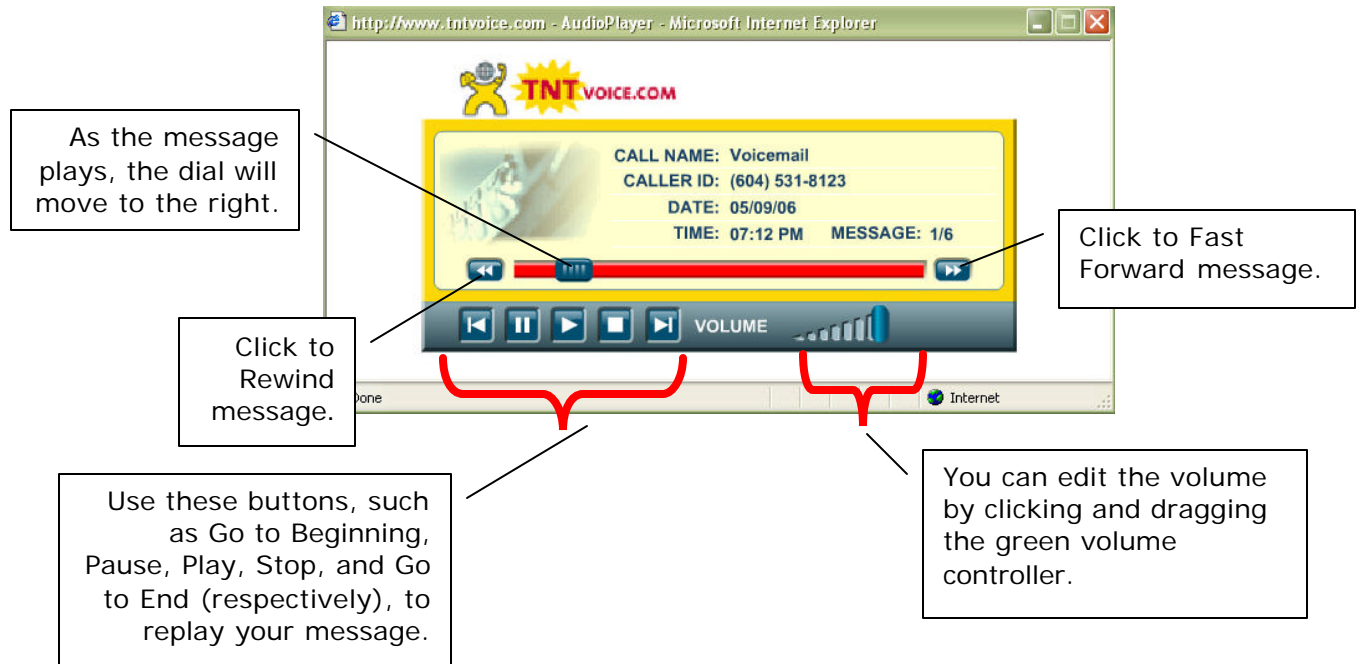 http://www.tntvoice.com - AudioPlayer - Microsoft Internet Explorer
TNT VOICE.COM
As the message
plays, the dial will
move to the right.
CALL NAME: Voicemail
CALLER ID: (604) 531-8123
DATE: 05/09/06
TIME: 07:12 PM MESSAGE: 1/6
Click to Fast
Forward message.
VOLUME
Click to
Rewind
message.
Done
Internet
Use these buttons, such
as Go to Beginning,
Pause, Play, Stop, and Go
to End (respectively), to
replay your message.
You can edit the volume
by clicking and dragging
the green volume
controller.